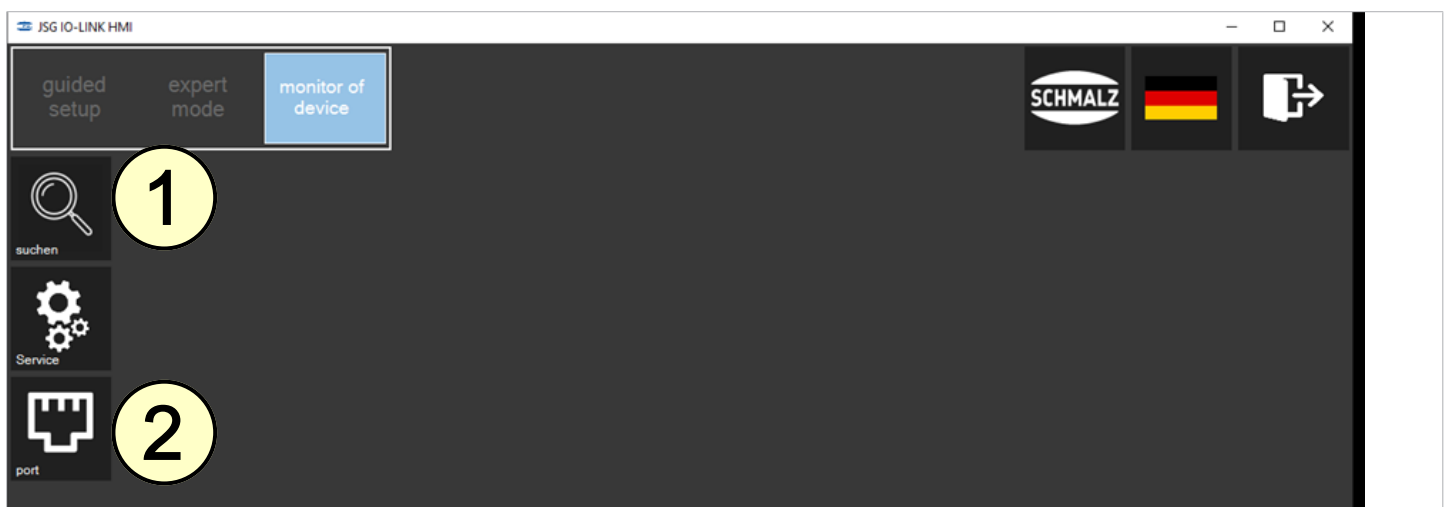 JSG IO-LINK HMI
guided
setup
expert
mode
monitor of
device
SCHMALZ
suchen
1
Service
port
2